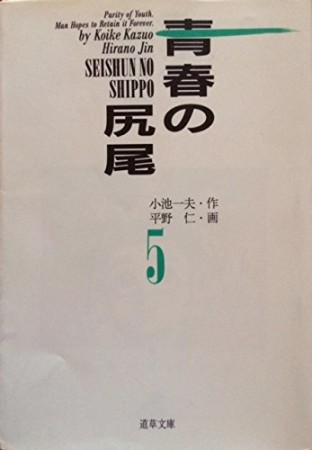 Parity of Youth.
Man Hopes to Retain it Forever.
by Koike Kazuo
Hirano Jin
SEISHUN NO
SHIPPO
青春の
尻尾
小池一夫・作
平野 仁・画
5
道草文庫